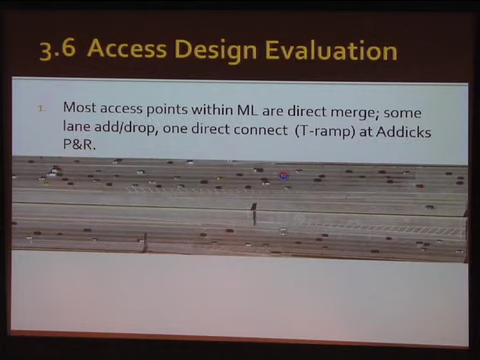 3.6 Access Design Evaluation
1. Most access points within ML are direct merge; some
lane add/drop, one direct connect (T-ramp) at Addicks
P&R.